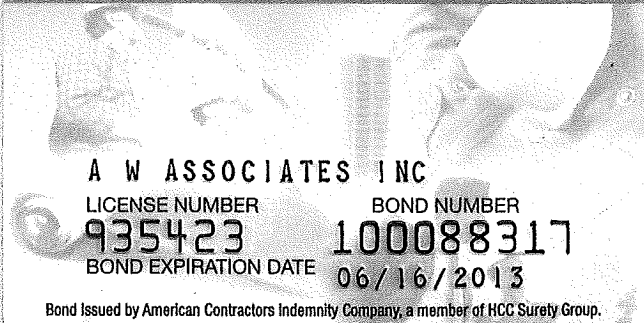 A W ASSOCIATES INC
LICENSE NUMBER BOND NUMBER
935423 100088317
BOND EXPIRATION DATE 06/16/2013
Bond Issued by American Contractors Indemnity Company, a member of HCC Surety Group.